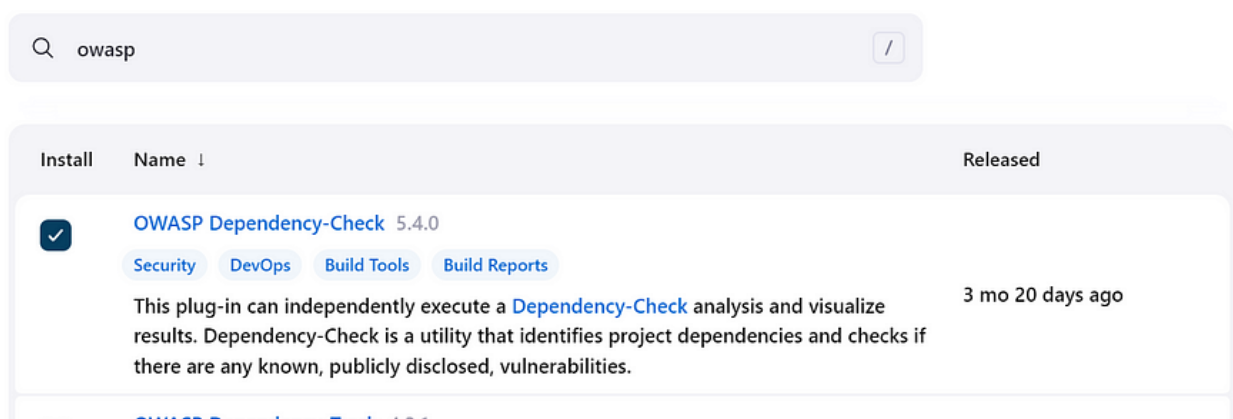 owasp /
Install Name ↓ Released
OWASP Dependency-Check 5.4.0
Security DevOps Build Tools Build Reports
This plug-in can independently execute a Dependency-Check analysis and visualize
results. Dependency-Check is a utility that identifies project dependencies and checks if
there are any known, publicly disclosed, vulnerabilities.
3 mo 20 days ago